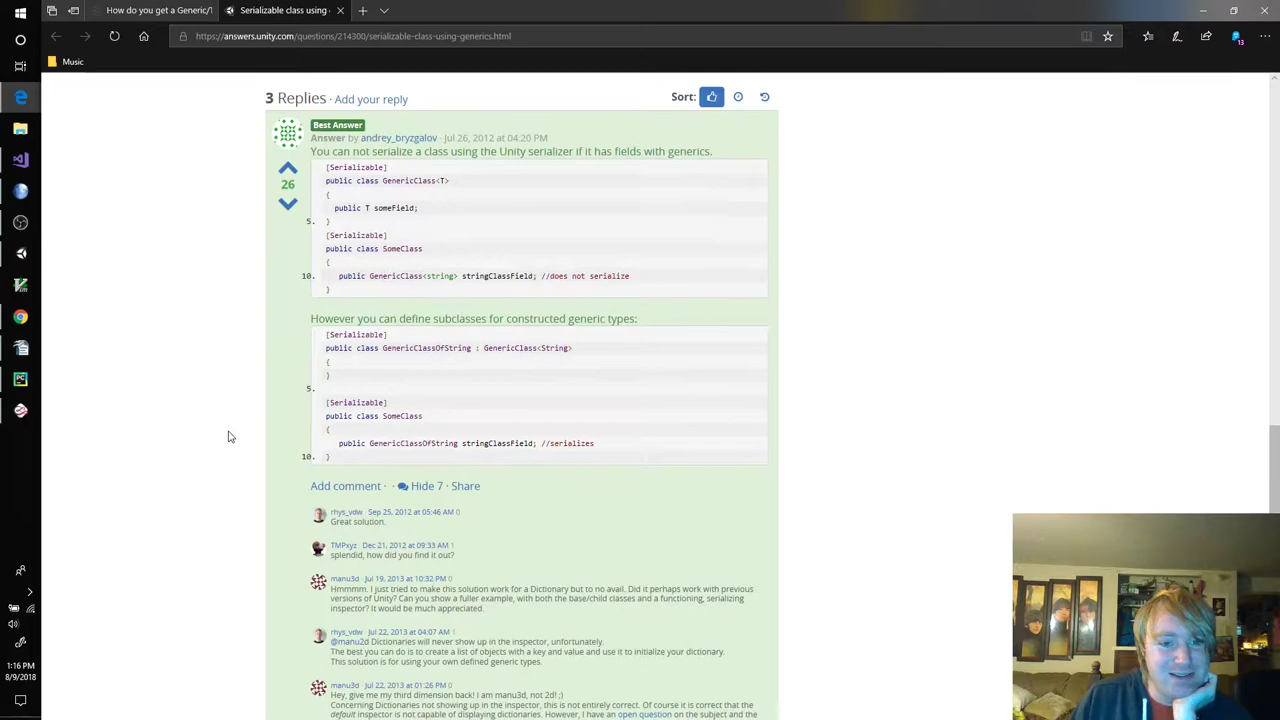 How do you get a Generic/T
Serializable class using
https://answers.unity.com/questions/214300/serializable-class-using-generics.html
Music
3 Replies · Add your reply
Sort:
Best Answer
Answer by andrey_bryzgalov · Jul 26, 2012 at 04:20 PM
You can not serialize a class using the Unity serializer if it has fields with generics.
26
[Serializable]
public class GenericClass<T>
{
public T someField;
5. }
[Serializable]
public class SomeClass
{
10. public GenericClass<string> stringClassField; //does not serialize
}
However you can define subclasses for constructed generic types:
[Serializable]
public class GenericClassOfString : GenericClass<String>
{
}
5.
[Serializable]
public class SomeClass
{
public GenericClassOfString stringClassField; //serializes
10. }
Add comment · · Hide 7 · Share
rhys_vdw · Sep 25, 2012 at 05:46 AM 0
Great solution.
TMPxyz · Dec 21, 2012 at 09:33 AM 1
splendid, how did you find it out?
manu3d · Jul 19, 2013 at 10:32 PM 0
Hmmmm. I just tried to make this solution work for a Dictionary but to no avail. Did it perhaps work with previous
versions of Unity? Can you show a fuller example, with both the base/child classes and a functioning, serializing
inspector? It would be much appreciated.
rhys_vdw · Jul 22, 2013 at 04:07 AM 1
@manu2d Dictionaries will never show up in the inspector, unfortunately.
The best you can do is to create a list of objects with a key and value and use it to initialize your dictionary.
This solution is for using your own defined generic types.
manu3d · Jul 22, 2013 at 01:26 PM 0
Hey, give me my third dimension back! I am manu3d, not 2d! ;)
Concerning Dictionaries not showing up in the inspector, this is not entirely correct. Of course it is correct that the
default inspector is not capable of displaying dictionaries. However, I have an open question on the subject and the
1:16 PM
8/9/2018
13